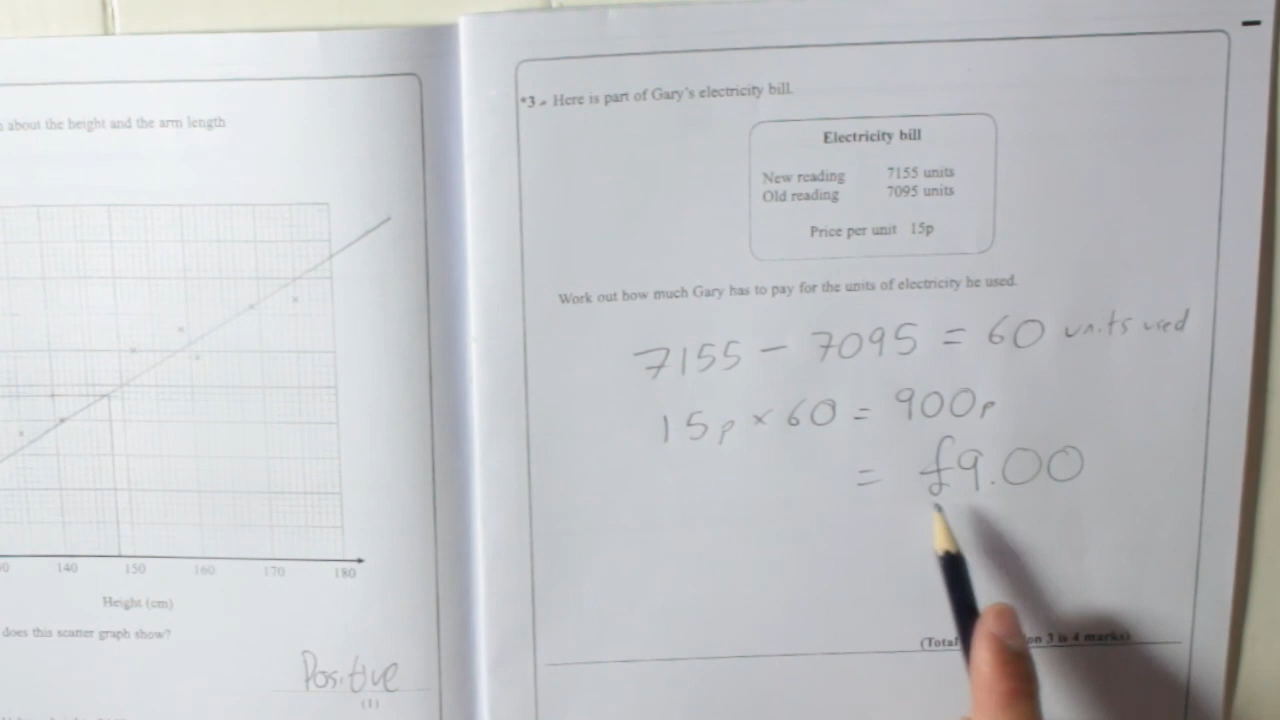 about the height and the arm length
140 150 160 170 180
Height (cm)
does this scatter graph show?
Positive
(1)
*3. Here is part of Gary's electricity bill.
Electricity bill
New reading 7155 units
Old reading 7095 units
Price per unit 15p
Work out how much Gary has to pay for the units of electricity he used.
7155 - 7095 = 60 units used
15p × 60 = 900p
= £9.00
(Total on 3 is 4 marks)